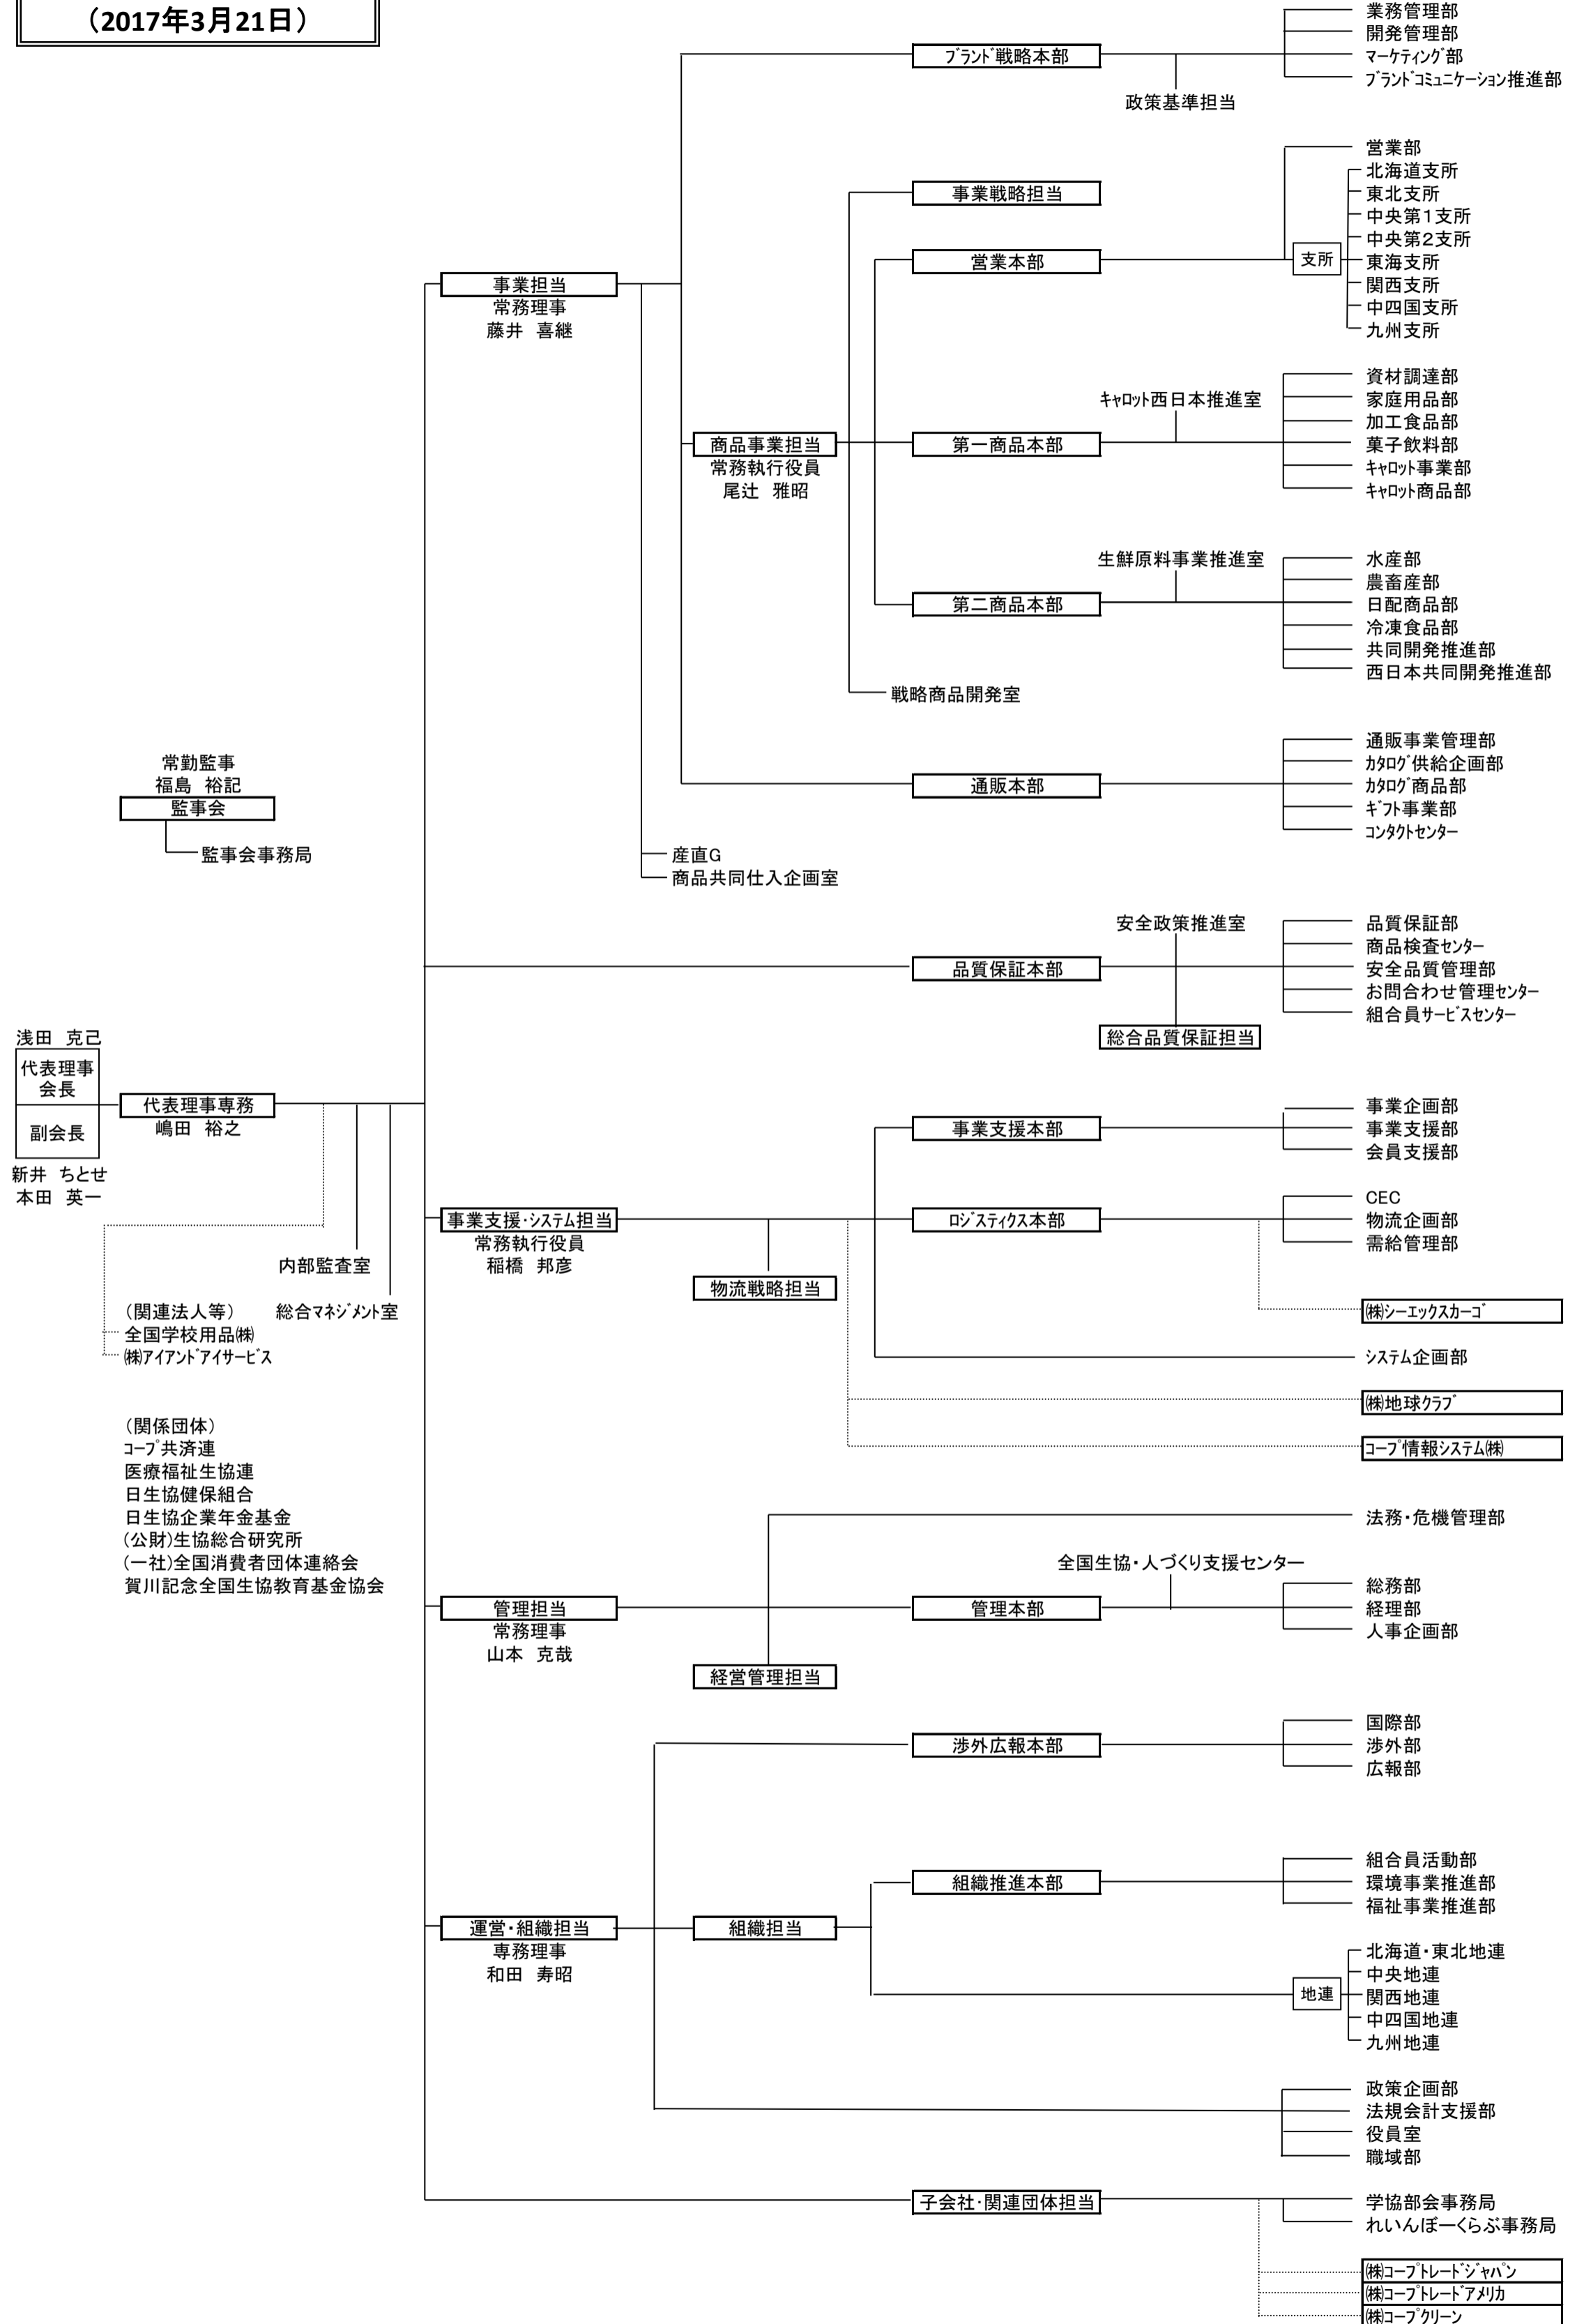 （2017年3月21日）
業務管理部
開発管理部
ﾏｰｹﾃｨﾝｸﾞ部
ﾌﾞﾗﾝﾄﾞｺﾐｭﾆｹｰｼｮﾝ推進部
ﾌﾞﾗﾝﾄﾞ戦略本部
政策基準担当
営業部
北海道支所
東北支所
中央第１支所
中央第２支所
東海支所
関西支所
中四国支所
九州支所
支所
事業戦略担当
営業本部
事業担当
常務理事
藤井　喜継
資材調達部
家庭用品部
加工食品部
菓子飲料部
ｷｬﾛｯﾄ事業部
ｷｬﾛｯﾄ商品部
ｷｬﾛｯﾄ西日本推進室
商品事業担当
常務執行役員
尾辻　雅昭
第一商品本部
生鮮原料事業推進室
第二商品本部
水産部
農畜産部
日配商品部
冷凍食品部
共同開発推進部
西日本共同開発推進部
戦略商品開発室
通販事業管理部
ｶﾀﾛｸﾞ供給企画部
ｶﾀﾛｸﾞ商品部
ｷﾞﾌﾄ事業部
ｺﾝﾀｸﾄｾﾝﾀｰ
通販本部
常勤監事
福島　裕記
監事会
監事会事務局
産直G
商品共同仕入企画室
安全政策推進室
品質保証本部
総合品質保証担当
品質保証部
商品検査ｾﾝﾀｰ
安全品質管理部
お問合わせ管理ｾﾝﾀｰ
組合員ｻｰﾋﾞｽｾﾝﾀｰ
浅田　克己
代表理事
会長
副会長
新井　ちとせ
本田　英一
代表理事専務
嶋田　裕之
事業支援本部
事業企画部
事業支援部
会員支援部
事業支援･ｼｽﾃﾑ担当
常務執行役員
稲橋　邦彦
物流戦略担当
ﾛｼﾞｽﾃｨｸｽ本部
CEC
物流企画部
需給管理部
内部監査室
総合ﾏﾈｼﾞﾒﾝﾄ室
（関連法人等）
全国学校用品㈱
㈱ｱｲｱﾝﾄﾞｱｲｻｰﾋﾞｽ
㈱ｼｰｴｯｸｽｶｰｺﾞ
ｼｽﾃﾑ企画部
㈱地球ｸﾗﾌﾞ
ｺｰﾌﾟ情報ｼｽﾃﾑ㈱
（関係団体）
ｺｰﾌﾟ共済連
医療福祉生協連
日生協健保組合
日生協企業年金基金
(公財)生協総合研究所
(一社)全国消費者団体連絡会
賀川記念全国生協教育基金協会
法務・危機管理部
全国生協・人づくり支援センター
管理担当
常務理事
山本　克哉
管理本部
総務部
経理部
人事企画部
経営管理担当
渉外広報本部
国際部
渉外部
広報部
組織推進本部
組合員活動部
環境事業推進部
福祉事業推進部
運営・組織担当
専務理事
和田　寿昭
組織担当
地連
北海道・東北地連
中央地連
関西地連
中四国地連
九州地連
政策企画部
法規会計支援部
役員室
職域部
子会社･関連団体担当
学協部会事務局
れいんぼーくらぶ事務局
㈱ｺｰﾌﾟﾄﾚｰﾄﾞｼﾞｬﾊﾟﾝ
㈱ｺｰﾌﾟﾄﾚｰﾄﾞｱﾒﾘｶ
㈱ｺｰﾌﾟｸﾘｰﾝ